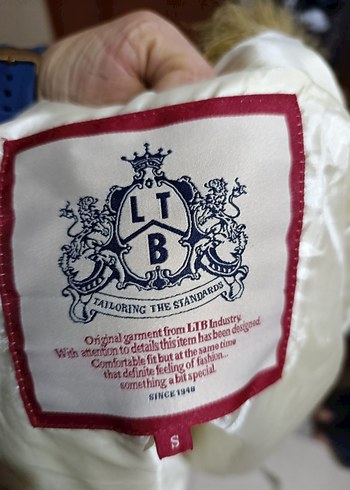 L T
B
TAILORING THE STANDARDS
Original garment from LTB Industry.
With attention to details this item has been designed
Comfortable fit but at the same time
that definite feeling of fashion...
something a bit special.
SINCE 1948
S